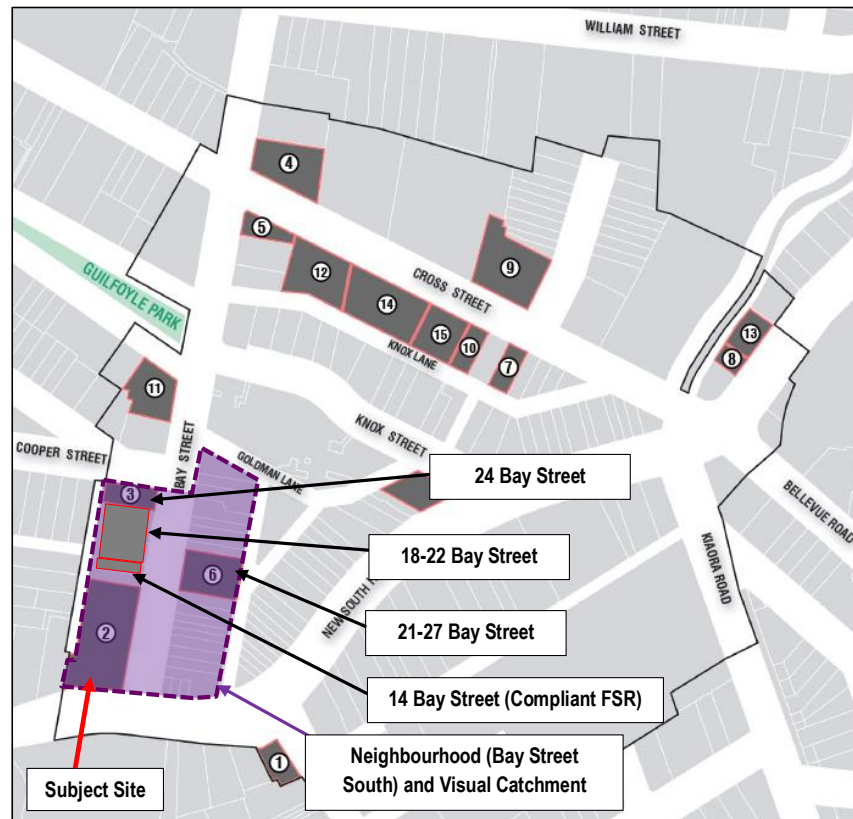 WILLIAM STREET
4
5
GUILFOYLE PARK
12
CROSS STREET
9
14
15
10
7
KNOX LANE
13
8
11
BAY STREET
KNOX STREET
COOPER STREET
GOLDMAN LANE
24 Bay Street
BELLEVUE ROAD
3
18-22 Bay Street
KIAORA ROAD
6
NEW SOUTH
21-27 Bay Street
2
14 Bay Street (Compliant FSR)
Neighbourhood (Bay Street
South) and Visual Catchment
1
Subject Site